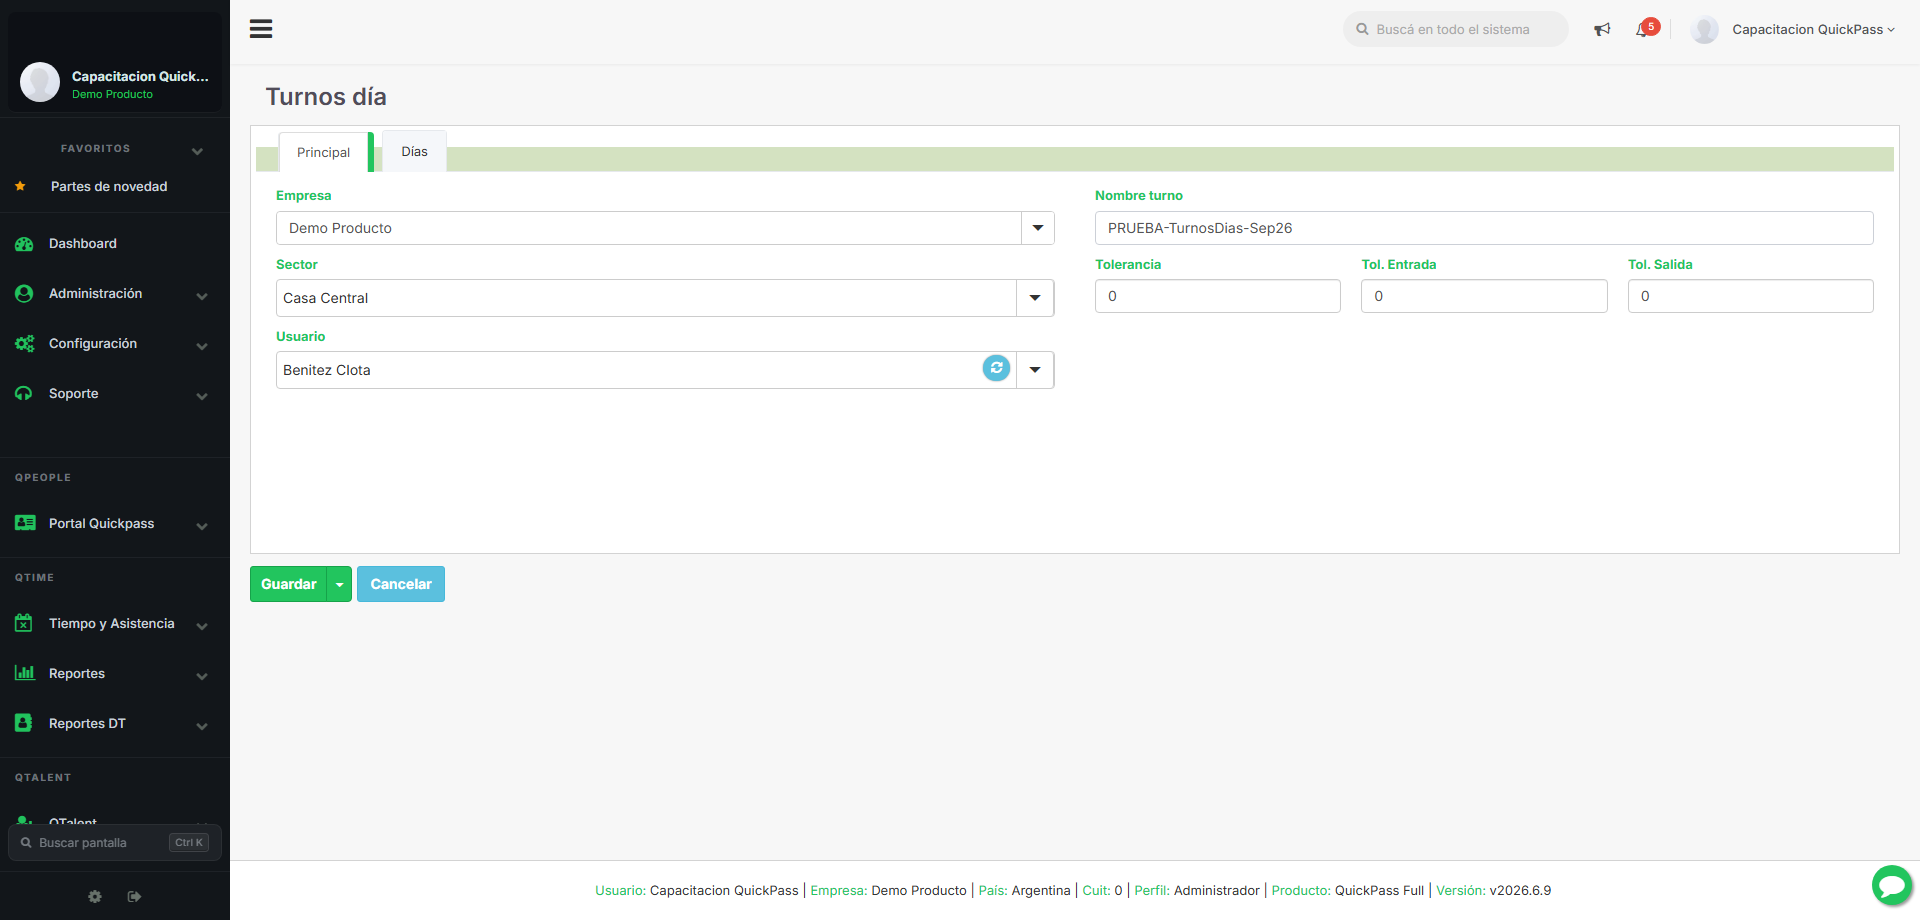 Capacitacion Quick...
Demo Producto
FAVORITOS
Partes de novedad
Dashboard
Administración
Configuración
Soporte
QPEOPLE
Portal Quickpass
QTIME
Tiempo y Asistencia
Reportes
Reportes DT
QTALENT
QTalent
Buscar pantalla
Ctrl K
Buscá en todo el sistema
5
Capacitacion QuickPass
Turnos día
Principal
Días
Empresa
Demo Producto
Nombre turno
PRUEBA-TurnosDias-Sep26
Sector
Casa Central
Tolerancia
0
Tol. Entrada
0
Tol. Salida
0
Usuario
Benitez Clota
Guardar
Cancelar
Usuario: Capacitacion QuickPass | Empresa: Demo Producto | País: Argentina | Cuit: 0 | Perfil: Administrador | Producto: QuickPass Full | Versión: v2026.6.9